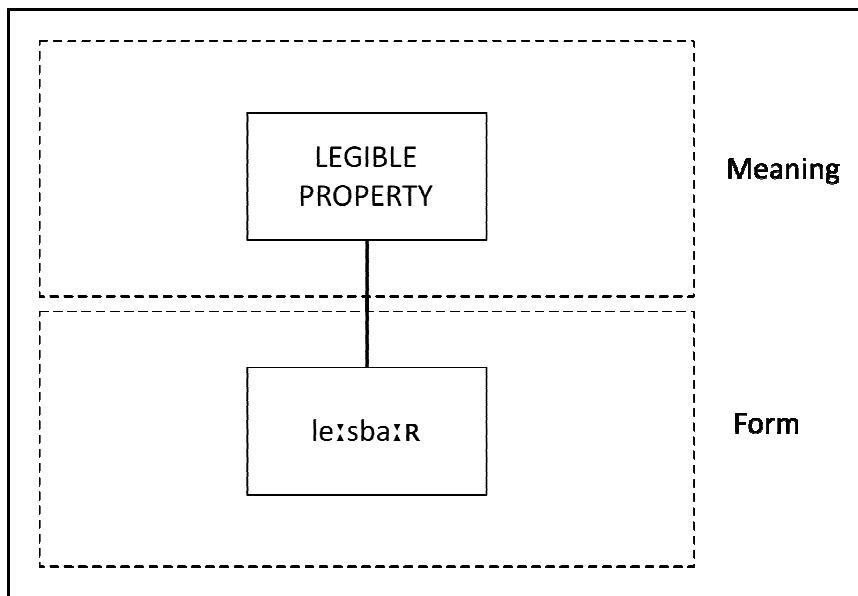 LEGIBLE
PROPERTY
Meaning
leːsbaːʀ
Form